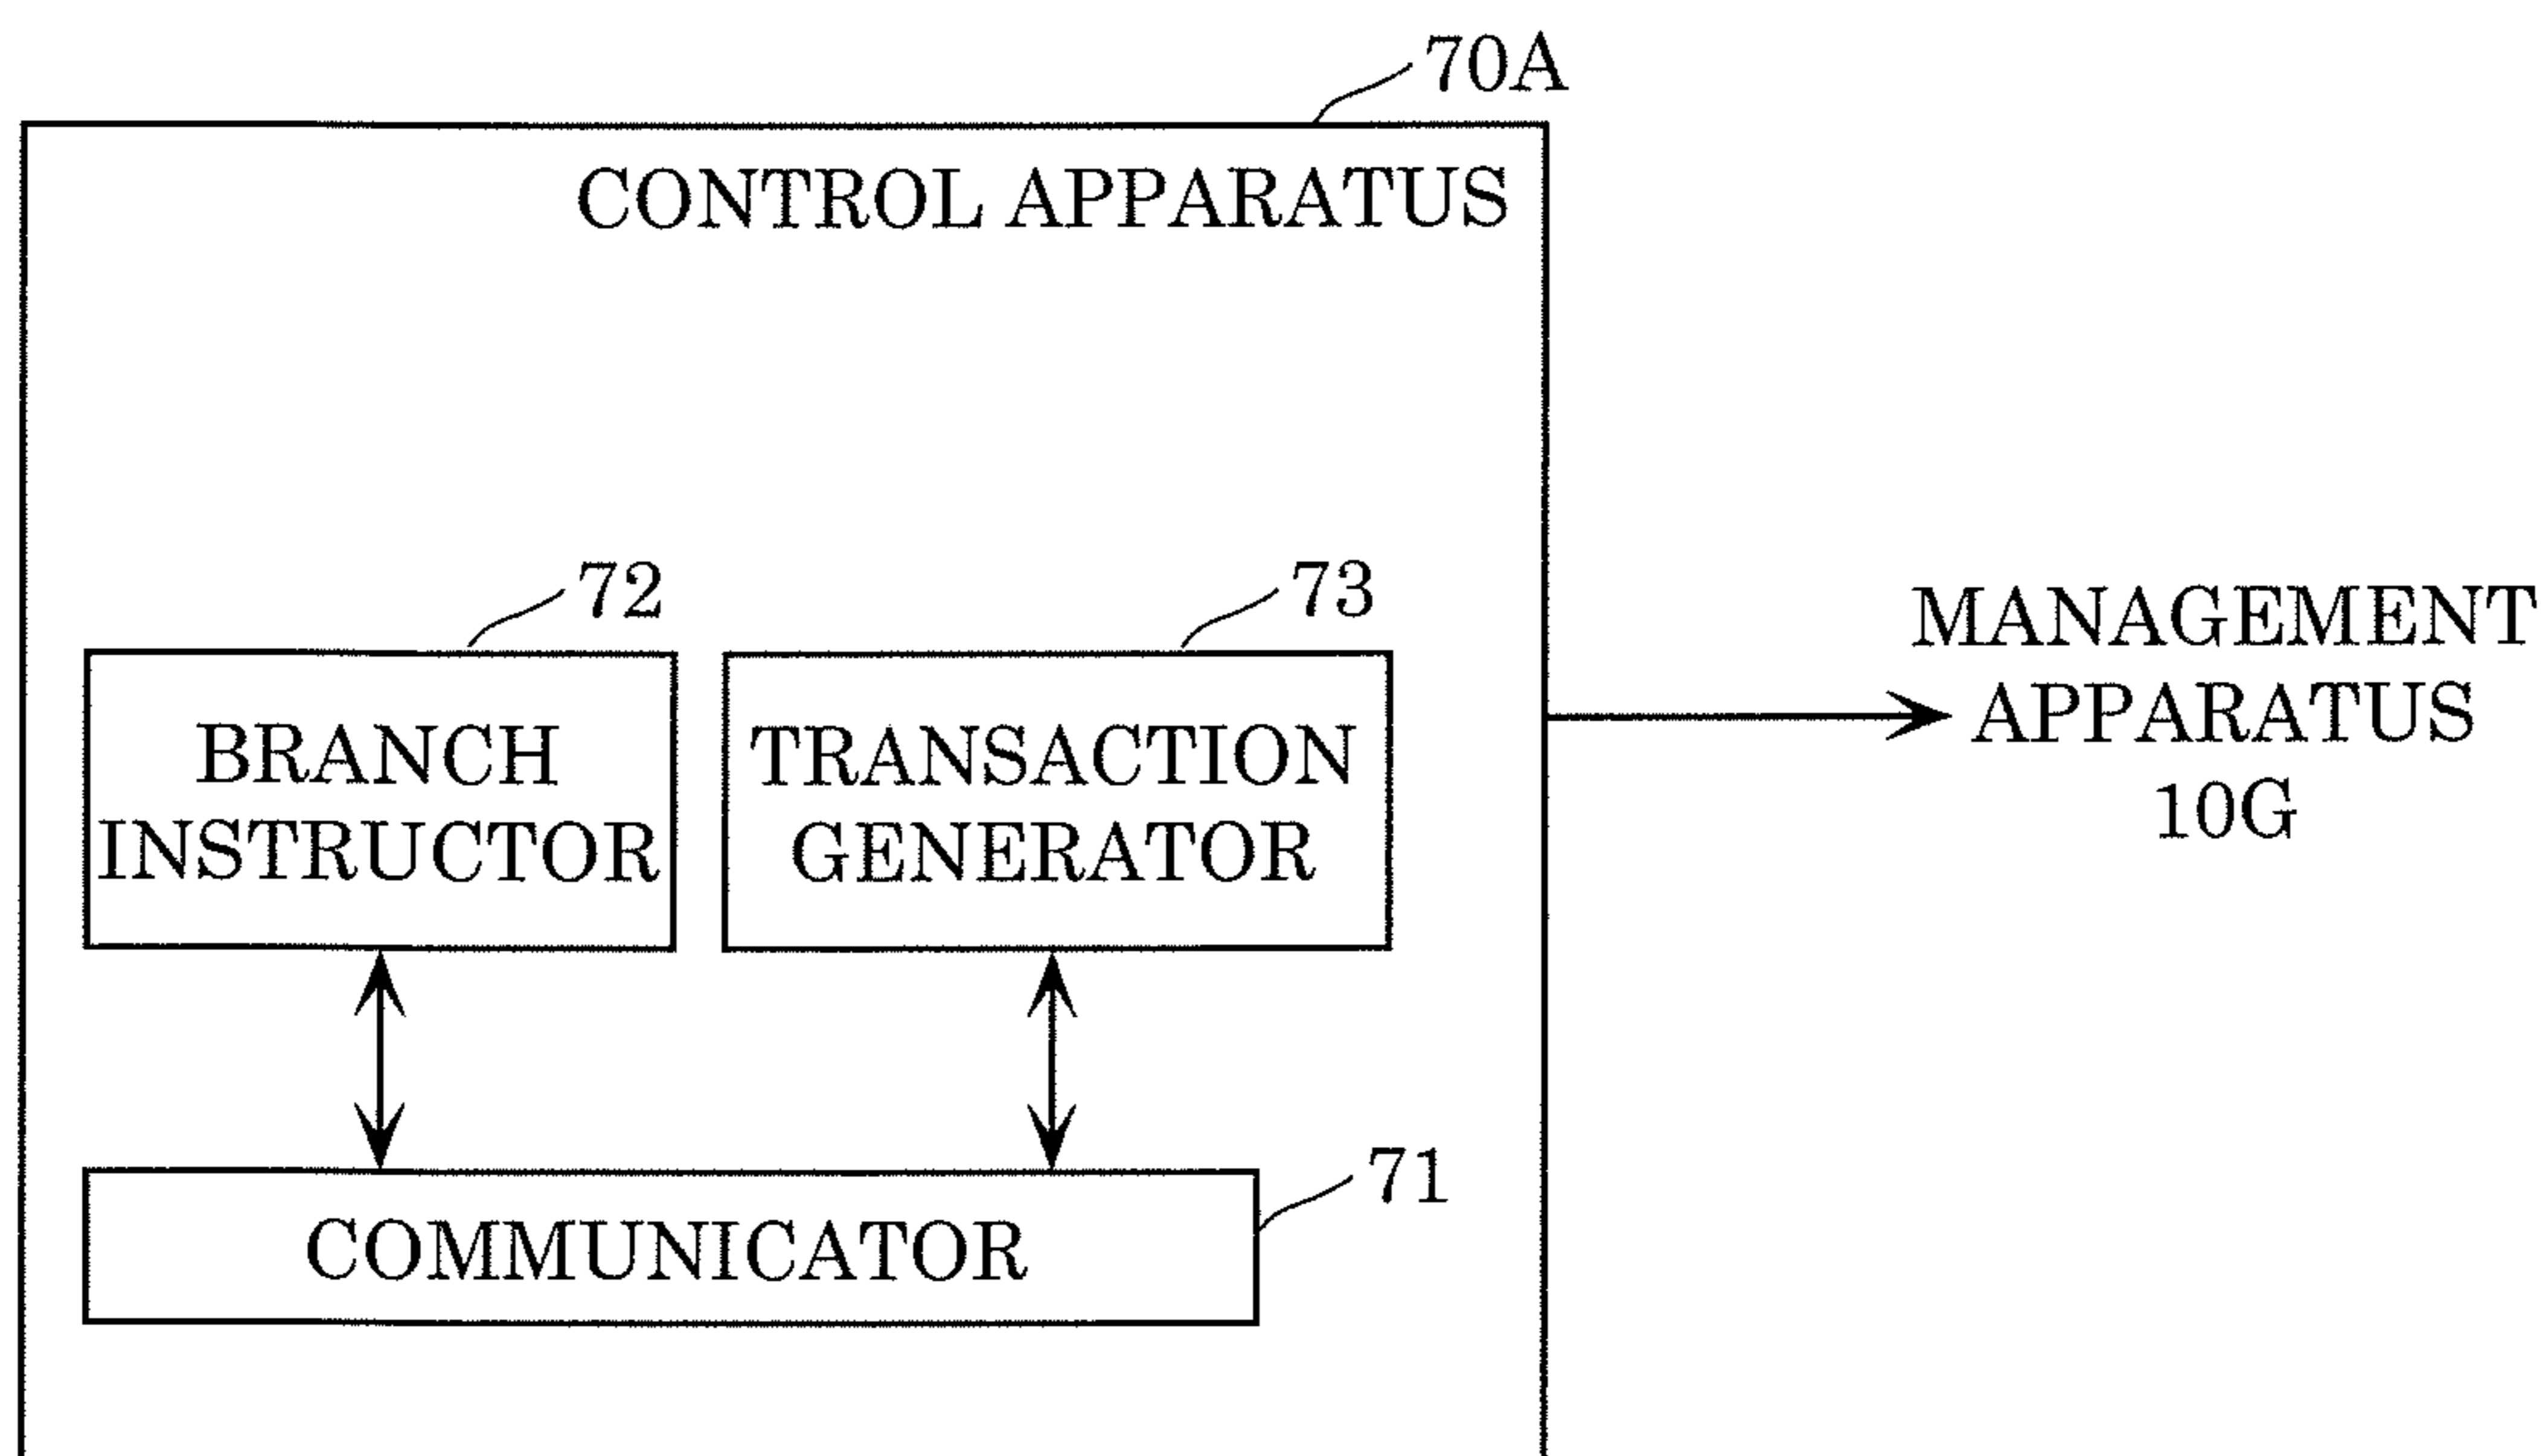 70A
CONTROL APPARATUS
72
73
BRANCH
INSTRUCTOR
TRANSACTION
GENERATOR
MANAGEMENT
APPARATUS
10G
71
COMMUNICATOR